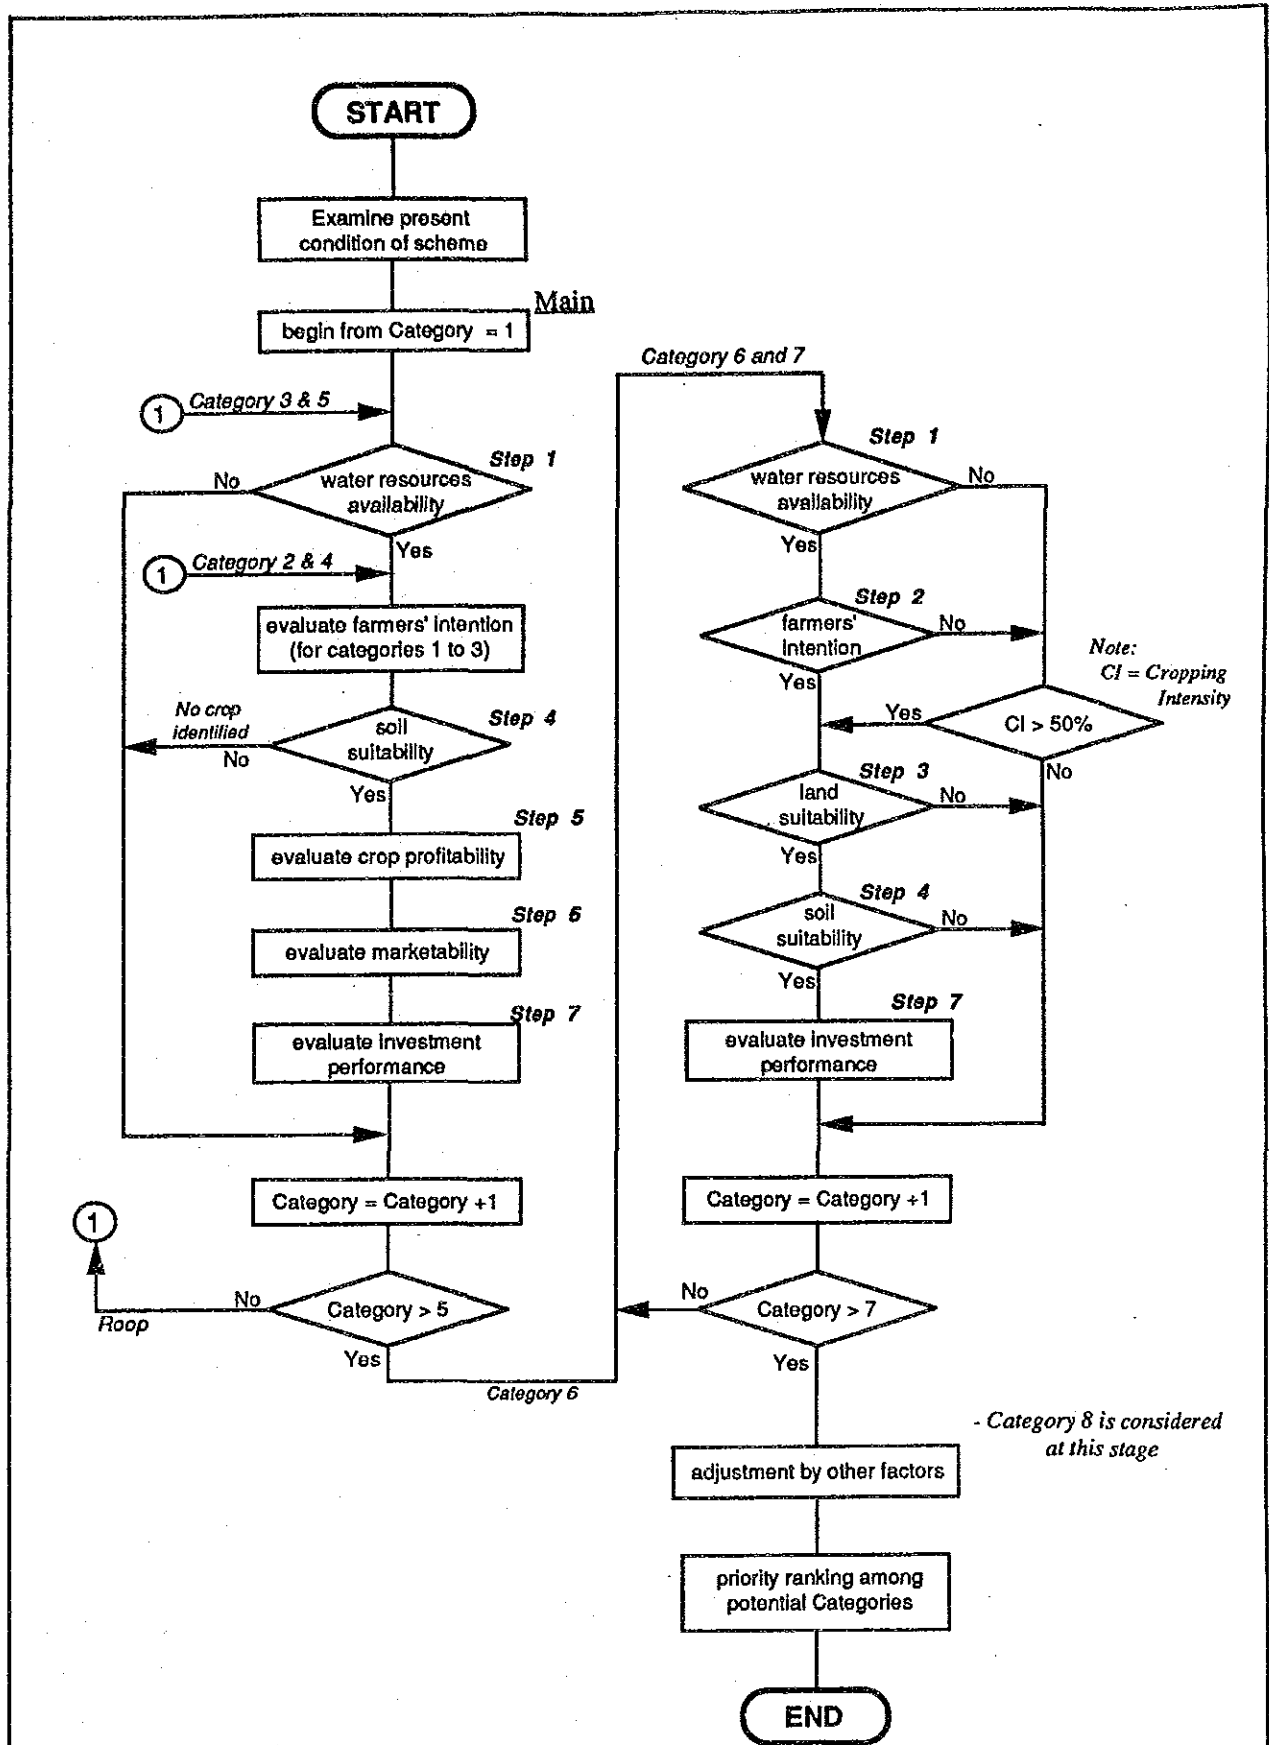 START
Examine present
condition of scheme
Main
begin from Category = 1
1
Category 3 & 5
Step 1
water resources
availability
No
Yes
1
Category 2 & 4
evaluate farmers' intention
(for categories 1 to 3)
No crop
identified
No
Step 4
soil
suitability
Yes
Step 5
evaluate crop profitability
Step 6
evaluate marketability
Step 7
evaluate investment
performance
Category = Category +1
1
Roop
No
Category > 5
Yes
Category 6
Category 6 and 7
Step 1
water resources
availability
No
Yes
Step 2
farmers'
intention
No
Yes
Note:
CI = Cropping
Intensity
Yes
CI > 50%
No
Step 3
land
suitability
No
Yes
Step 4
soil
suitability
No
Yes
Step 7
evaluate investment
performance
Category = Category +1
No
Category > 7
Yes
- Category 8 is considered
at this stage
adjustment by other factors
priority ranking among
potential Categories
END